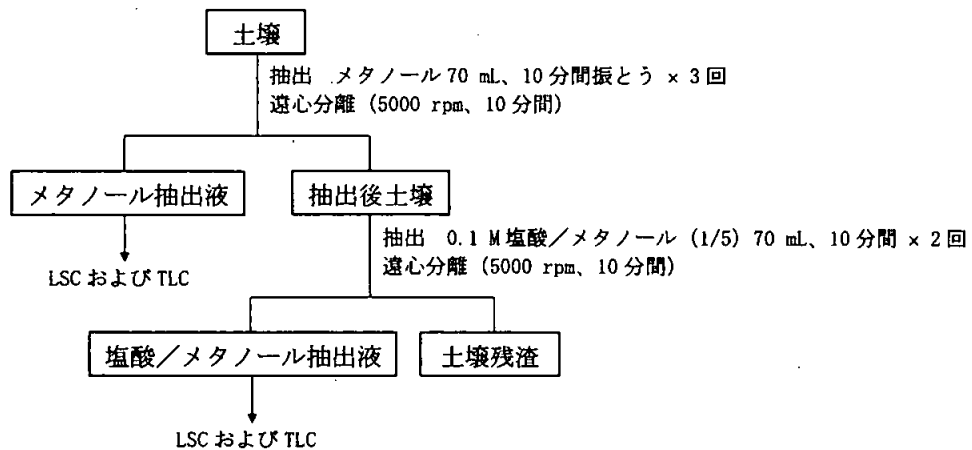 土壌
抽出 メタノール 70 mL、10 分間振とう × 3 回
遠心分離 (5000 rpm、10 分間)
メタノール抽出液
抽出後土壌
抽出 0.1 M 塩酸／メタノール (1/5) 70 mL、10 分間 × 2 回
遠心分離 (5000 rpm、10 分間)
LSC および TLC
塩酸／メタノール抽出液
土壌残渣
LSC および TLC